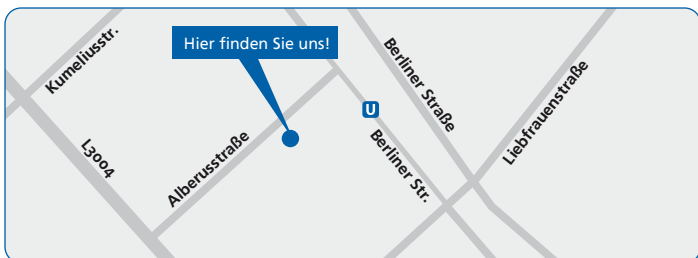 Kumeliusstr.
Hier finden Sie uns!
Berliner Straße
Liebfrauenstraße
U
L3004
Alberusstraße
Berliner Str.